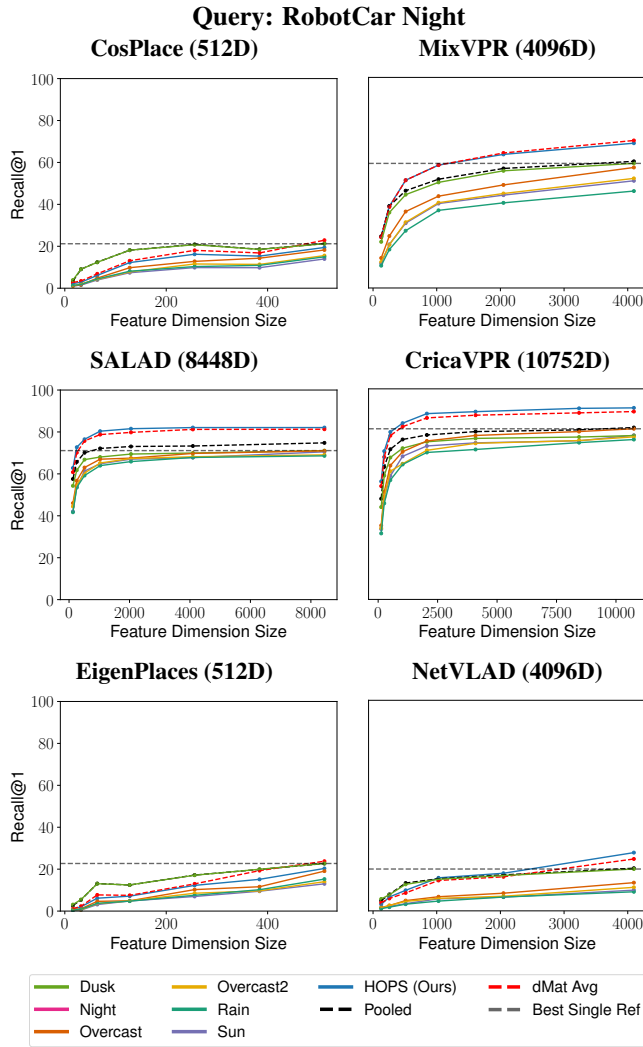 Query: RobotCar Night
CosPlace (512D)
MixVPR (4096D)
100
80
60
40
20
0
Recall@1
0
200
400
Feature Dimension Size
0
1000
2000
3000
4000
Feature Dimension Size
SALAD (8448D)
CricaVPR (10752D)
100
80
60
40
20
0
Recall@1
0
2000
4000
6000
8000
Feature Dimension Size
0
2500
5000
7500
10000
Feature Dimension Size
EigenPlaces (512D)
NetVLAD (4096D)
100
80
60
40
20
0
Recall@1
0
200
400
Feature Dimension Size
0
1000
2000
3000
4000
Feature Dimension Size
Dusk
Overcast2
HOPS (Ours)
dMat Avg
Night
Rain
Pooled
Best Single Ref
Overcast
Sun